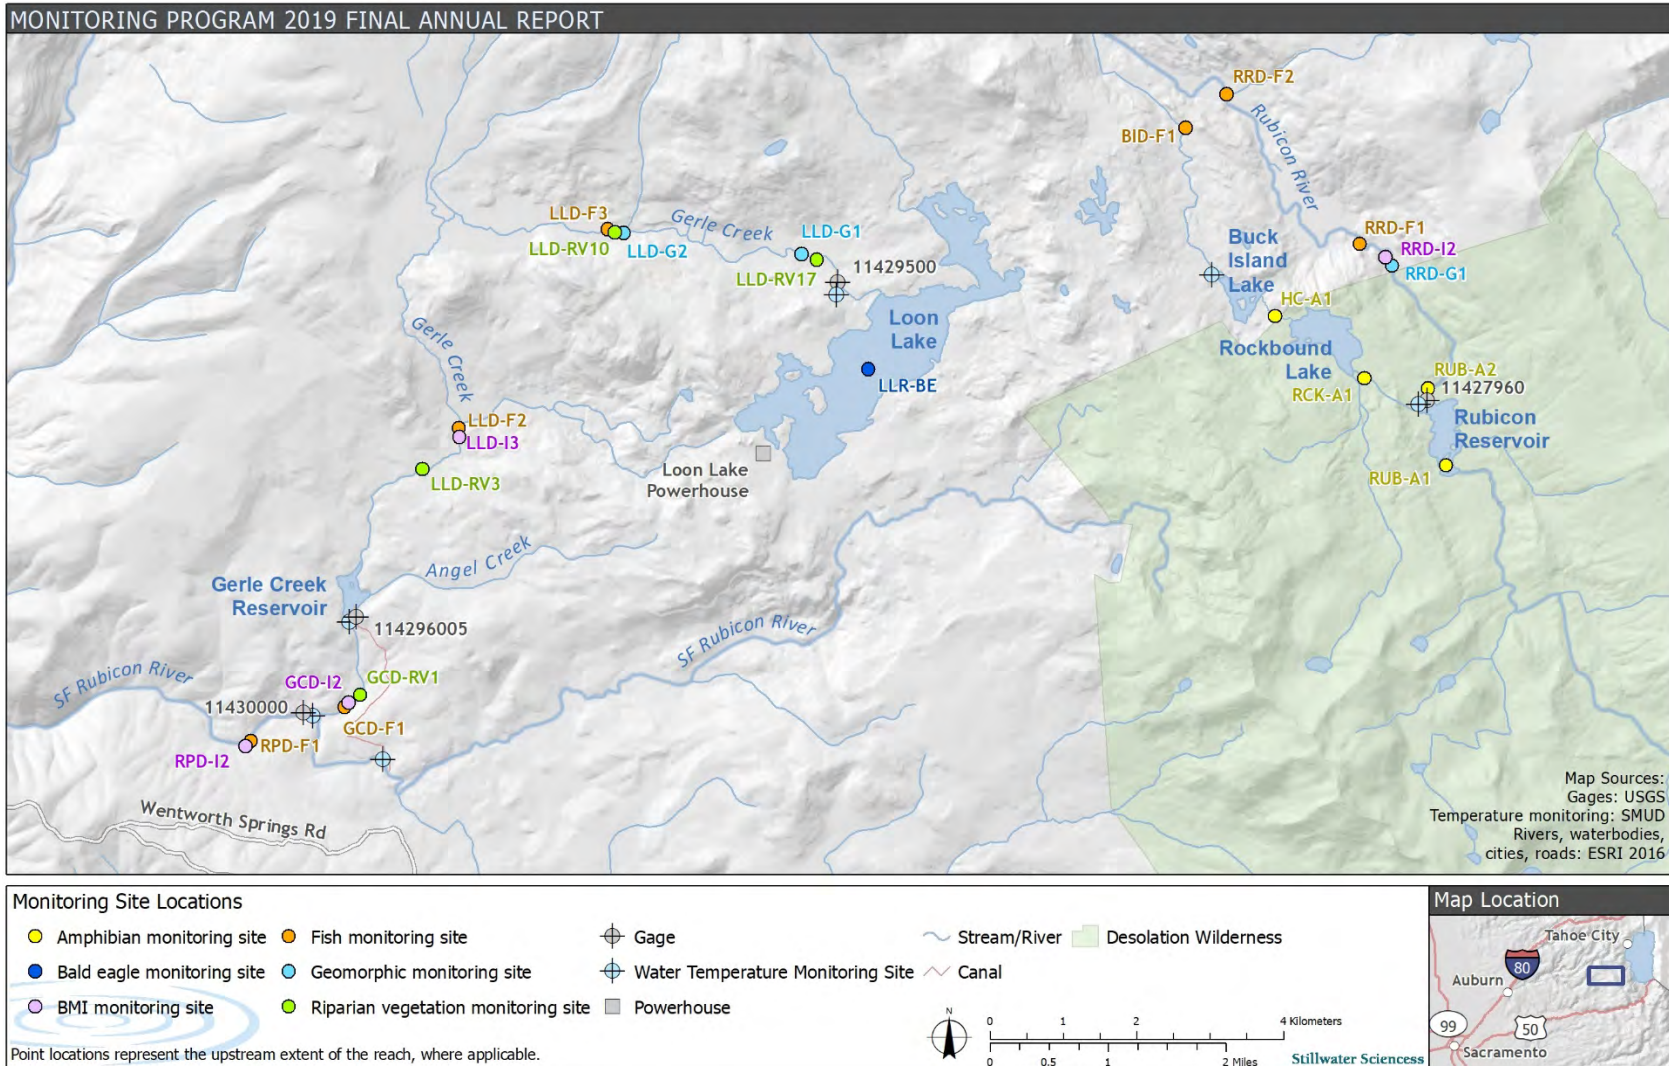 MONITORING PROGRAM 2019 FINAL ANNUAL REPORT
RRD-F2
BID-F1
Rubicon River
LLD-F3
Gerle Creek
LLD-G1
RRD-F1
LLD-RV10
LLD-G2
Buck
Island
Lake
RRD-I2
11429500
RRD-G1
LLD-RV17
HC-A1
Loon
Lake
Gerle Creek
Rockbound
Lake
RUB-A2
LLR-BE
RCK-A1
11427960
LLD-F2
Rubicon
Reservoir
LLD-I3
Loon Lake
Powerhouse
LLD-RV3
RUB-A1
Angel Creek
Gerle Creek
Reservoir
114296005
SF Rubicon River
SF Rubicon River
GCD-I2
GCD-RV1
11430000
GCD-F1
RPD-F1
RPD-I2
Wentworth Springs Rd
Map Sources:
Gages: USGS
Temperature monitoring: SMUD
Rivers, waterbodies,
cities, roads: ESRI 2016
Monitoring Site Locations
Amphibian monitoring site
Bald eagle monitoring site
BMI monitoring site
Fish monitoring site
Geomorphic monitoring site
Riparian vegetation monitoring site
Gage
Water Temperature Monitoring Site
Powerhouse
Stream/River
Canal
Desolation Wilderness
N
0 1 2 4 Kilometers
0 0.5 1 2 Miles
Stillwater Sciencess
Point locations represent the upstream extent of the reach, where applicable.
Map Location
Tahoe City
80
Auburn
99
50
Sacramento